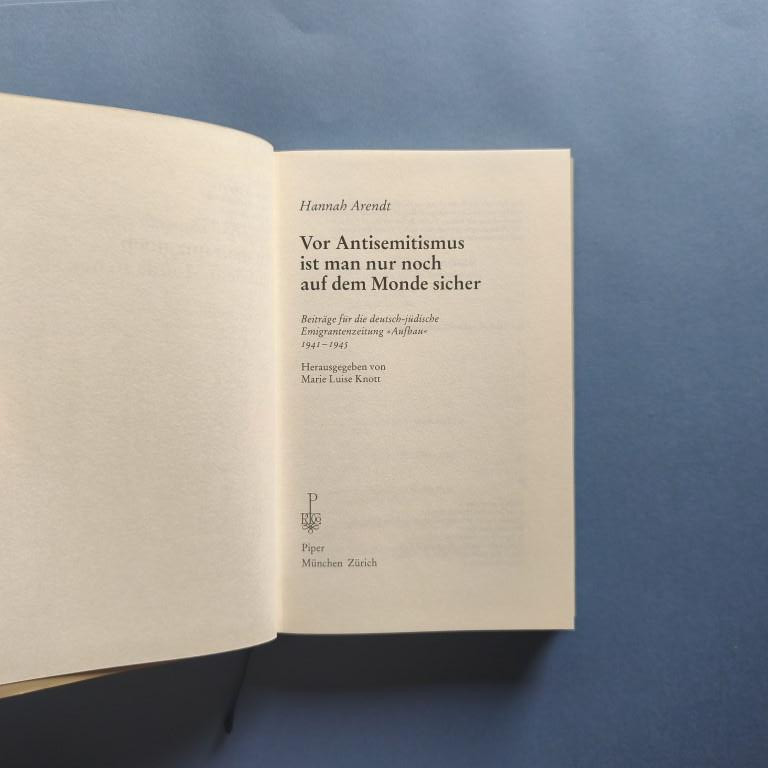 Hannah Arendt
Vor Antisemitismus
ist man nur noch
auf dem Monde sicher
Beiträge für die deutsch-jüdische
Emigrantenzeitung »Aufbau«
1941–1945
Herausgegeben von
Marie Luise Knott
P
Piper
München Zürich